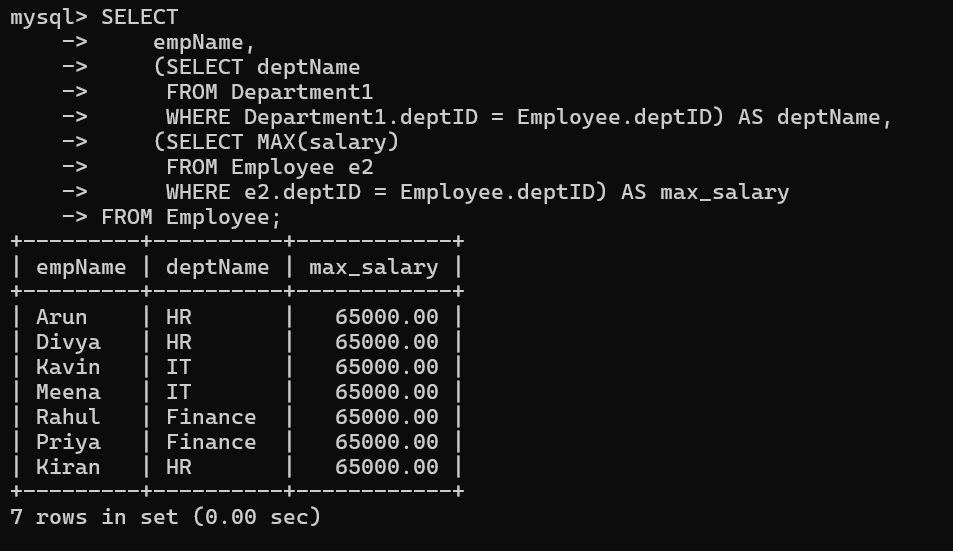 mysql> SELECT
    ->     empName,
    ->     (SELECT deptName
    ->      FROM Department1
    ->      WHERE Department1.deptID = Employee.deptID) AS deptName,
    ->     (SELECT MAX(salary)
    ->      FROM Employee e2
    ->      WHERE e2.deptID = Employee.deptID) AS max_salary
    -> FROM Employee;
+---------+----------+------------+
| empName | deptName | max_salary |
+---------+----------+------------+
| Arun    | HR       |   65000.00 |
| Divya   | HR       |   65000.00 |
| Kavin   | IT       |   65000.00 |
| Meena   | IT       |   65000.00 |
| Rahul   | Finance  |   65000.00 |
| Priya   | Finance  |   65000.00 |
| Kiran   | HR       |   65000.00 |
+---------+----------+------------+
7 rows in set (0.00 sec)